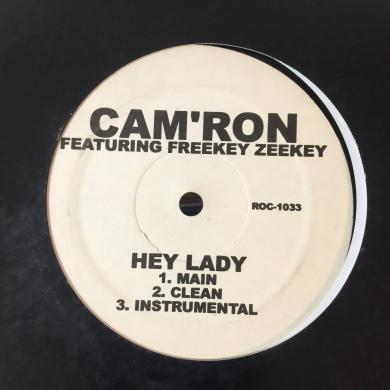 CAM'RON
FEATURING FREEKEY ZEEKEY
ROC-1033
HEY LADY
1. MAIN
2. CLEAN
3. INSTRUMENTAL